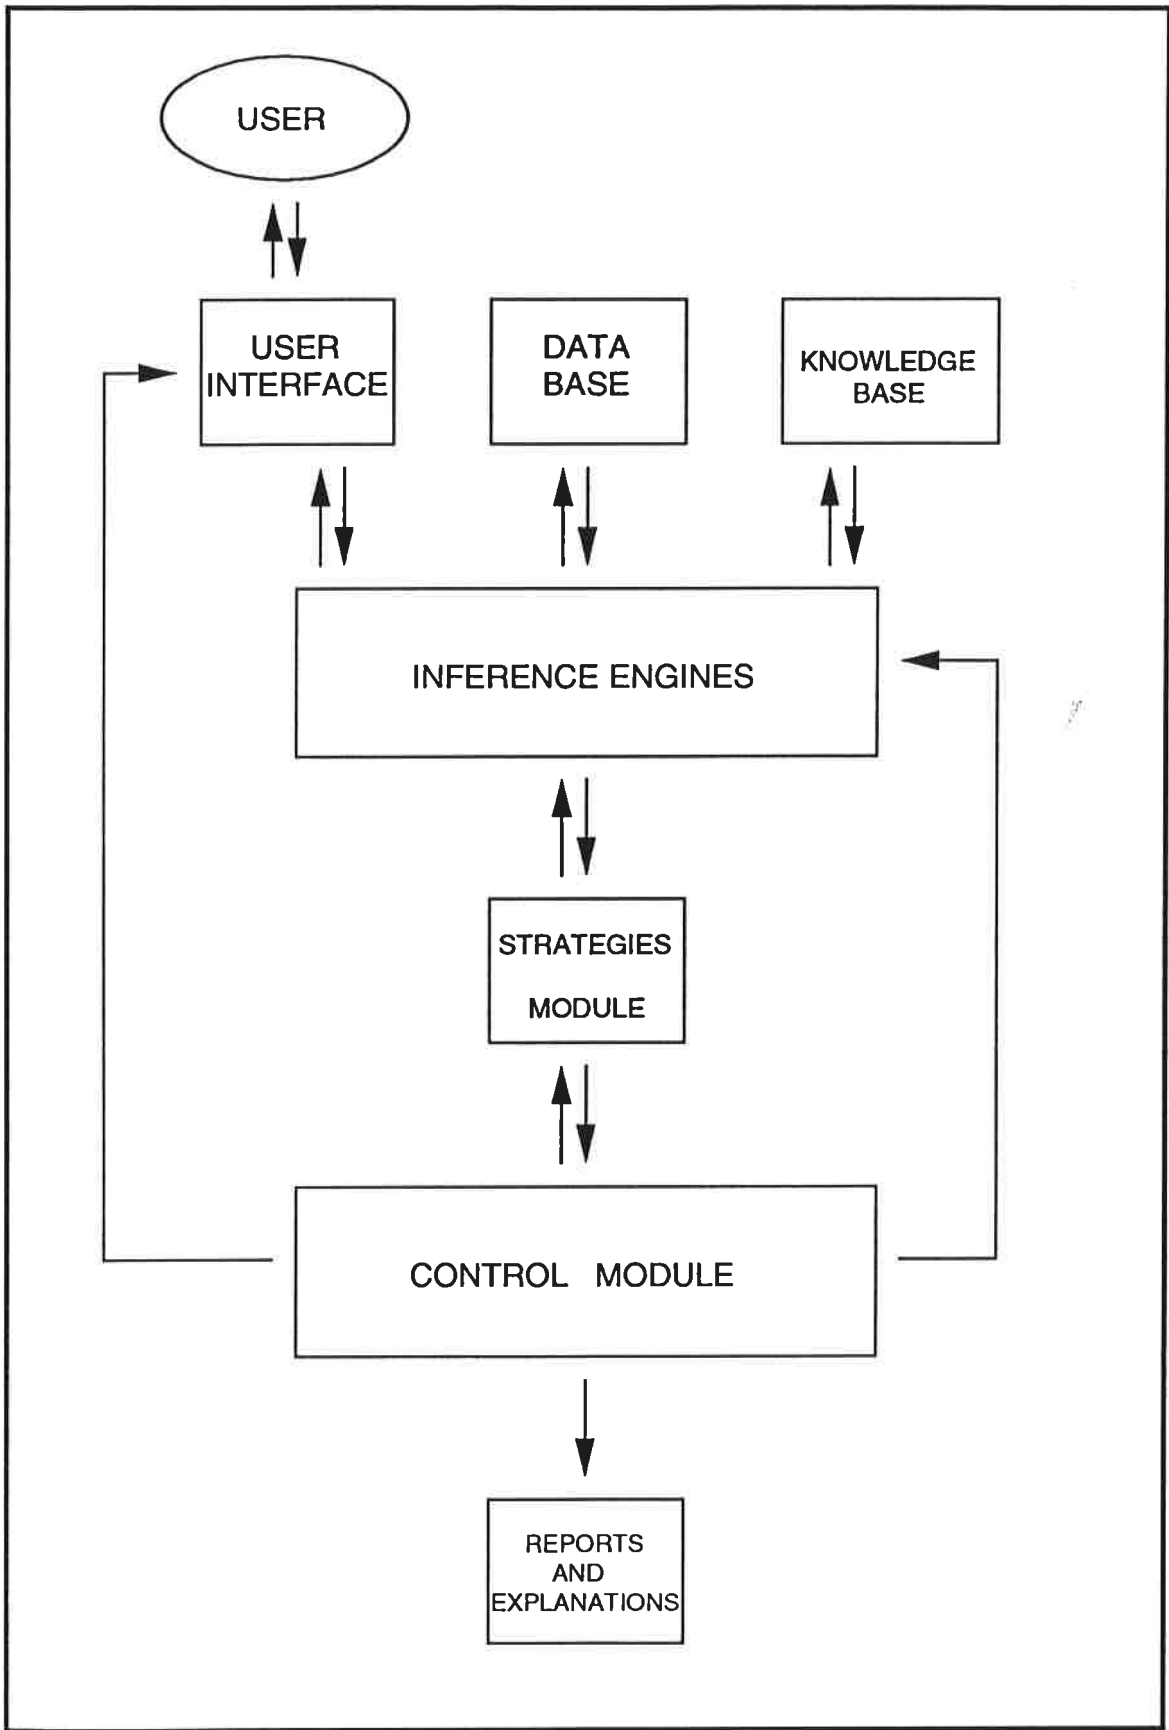 USER
USER
INTERFACE
DATA
BASE
KNOWLEDGE
BASE
INFERENCE ENGINES
STRATEGIES
MODULE
CONTROL MODULE
REPORTS
AND
EXPLANATIONS